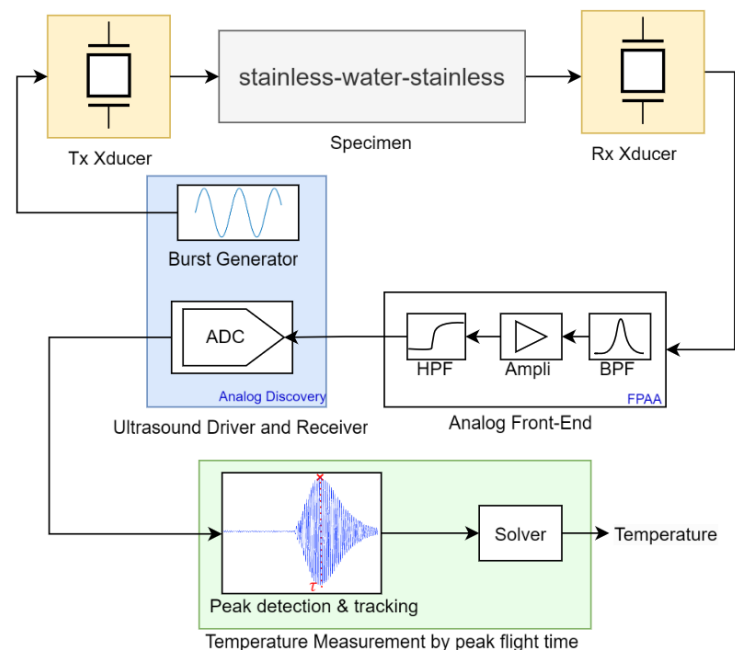 stainless-water-stainless
Tx Xducer
Specimen
Rx Xducer
Burst Generator
ADC
Analog Discovery
Ultrasound Driver and Receiver
HPF
Ampli
BPF
FPAA
Analog Front-End
τ
Peak detection & tracking
Solver
Temperature
Temperature Measurement by peak flight time